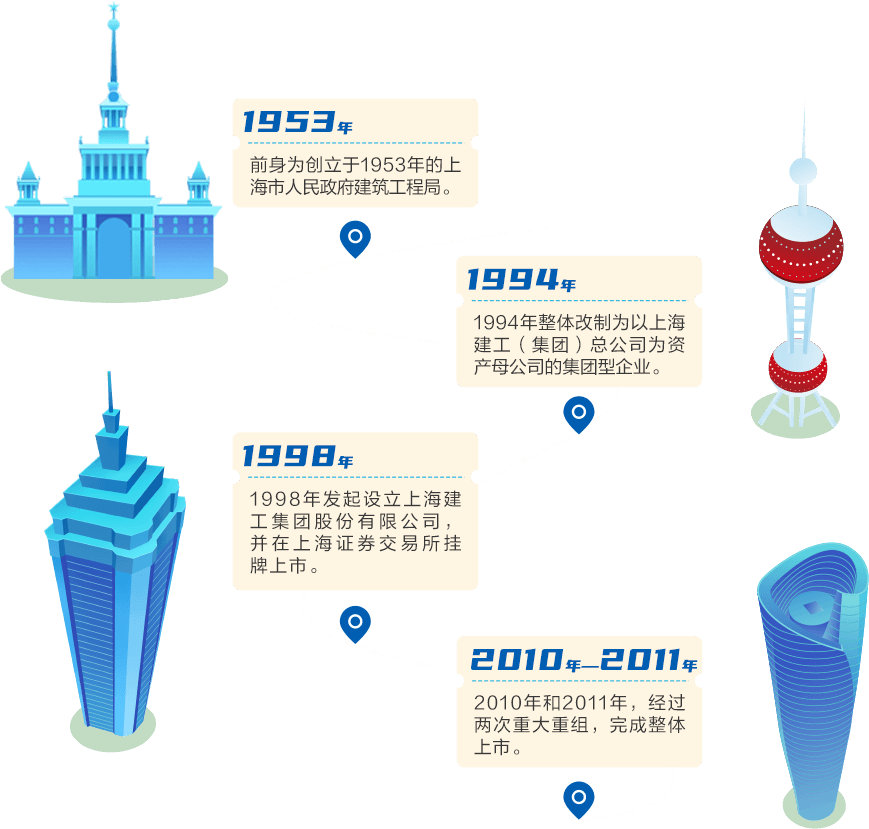 1953年
前身为创立于1953年的上
海市人民政府建筑工程局。
1994年
1994年整体改制为以上海
建工（集团）总公司为资
产母公司的集团型企业。
1998年
1998年发起设立上海建
工集团股份有限公司，
并在上海证券交易所挂
牌上市。
2010年—2011年
2010年和2011年，经过
两次重大重组，完成整体
上市。